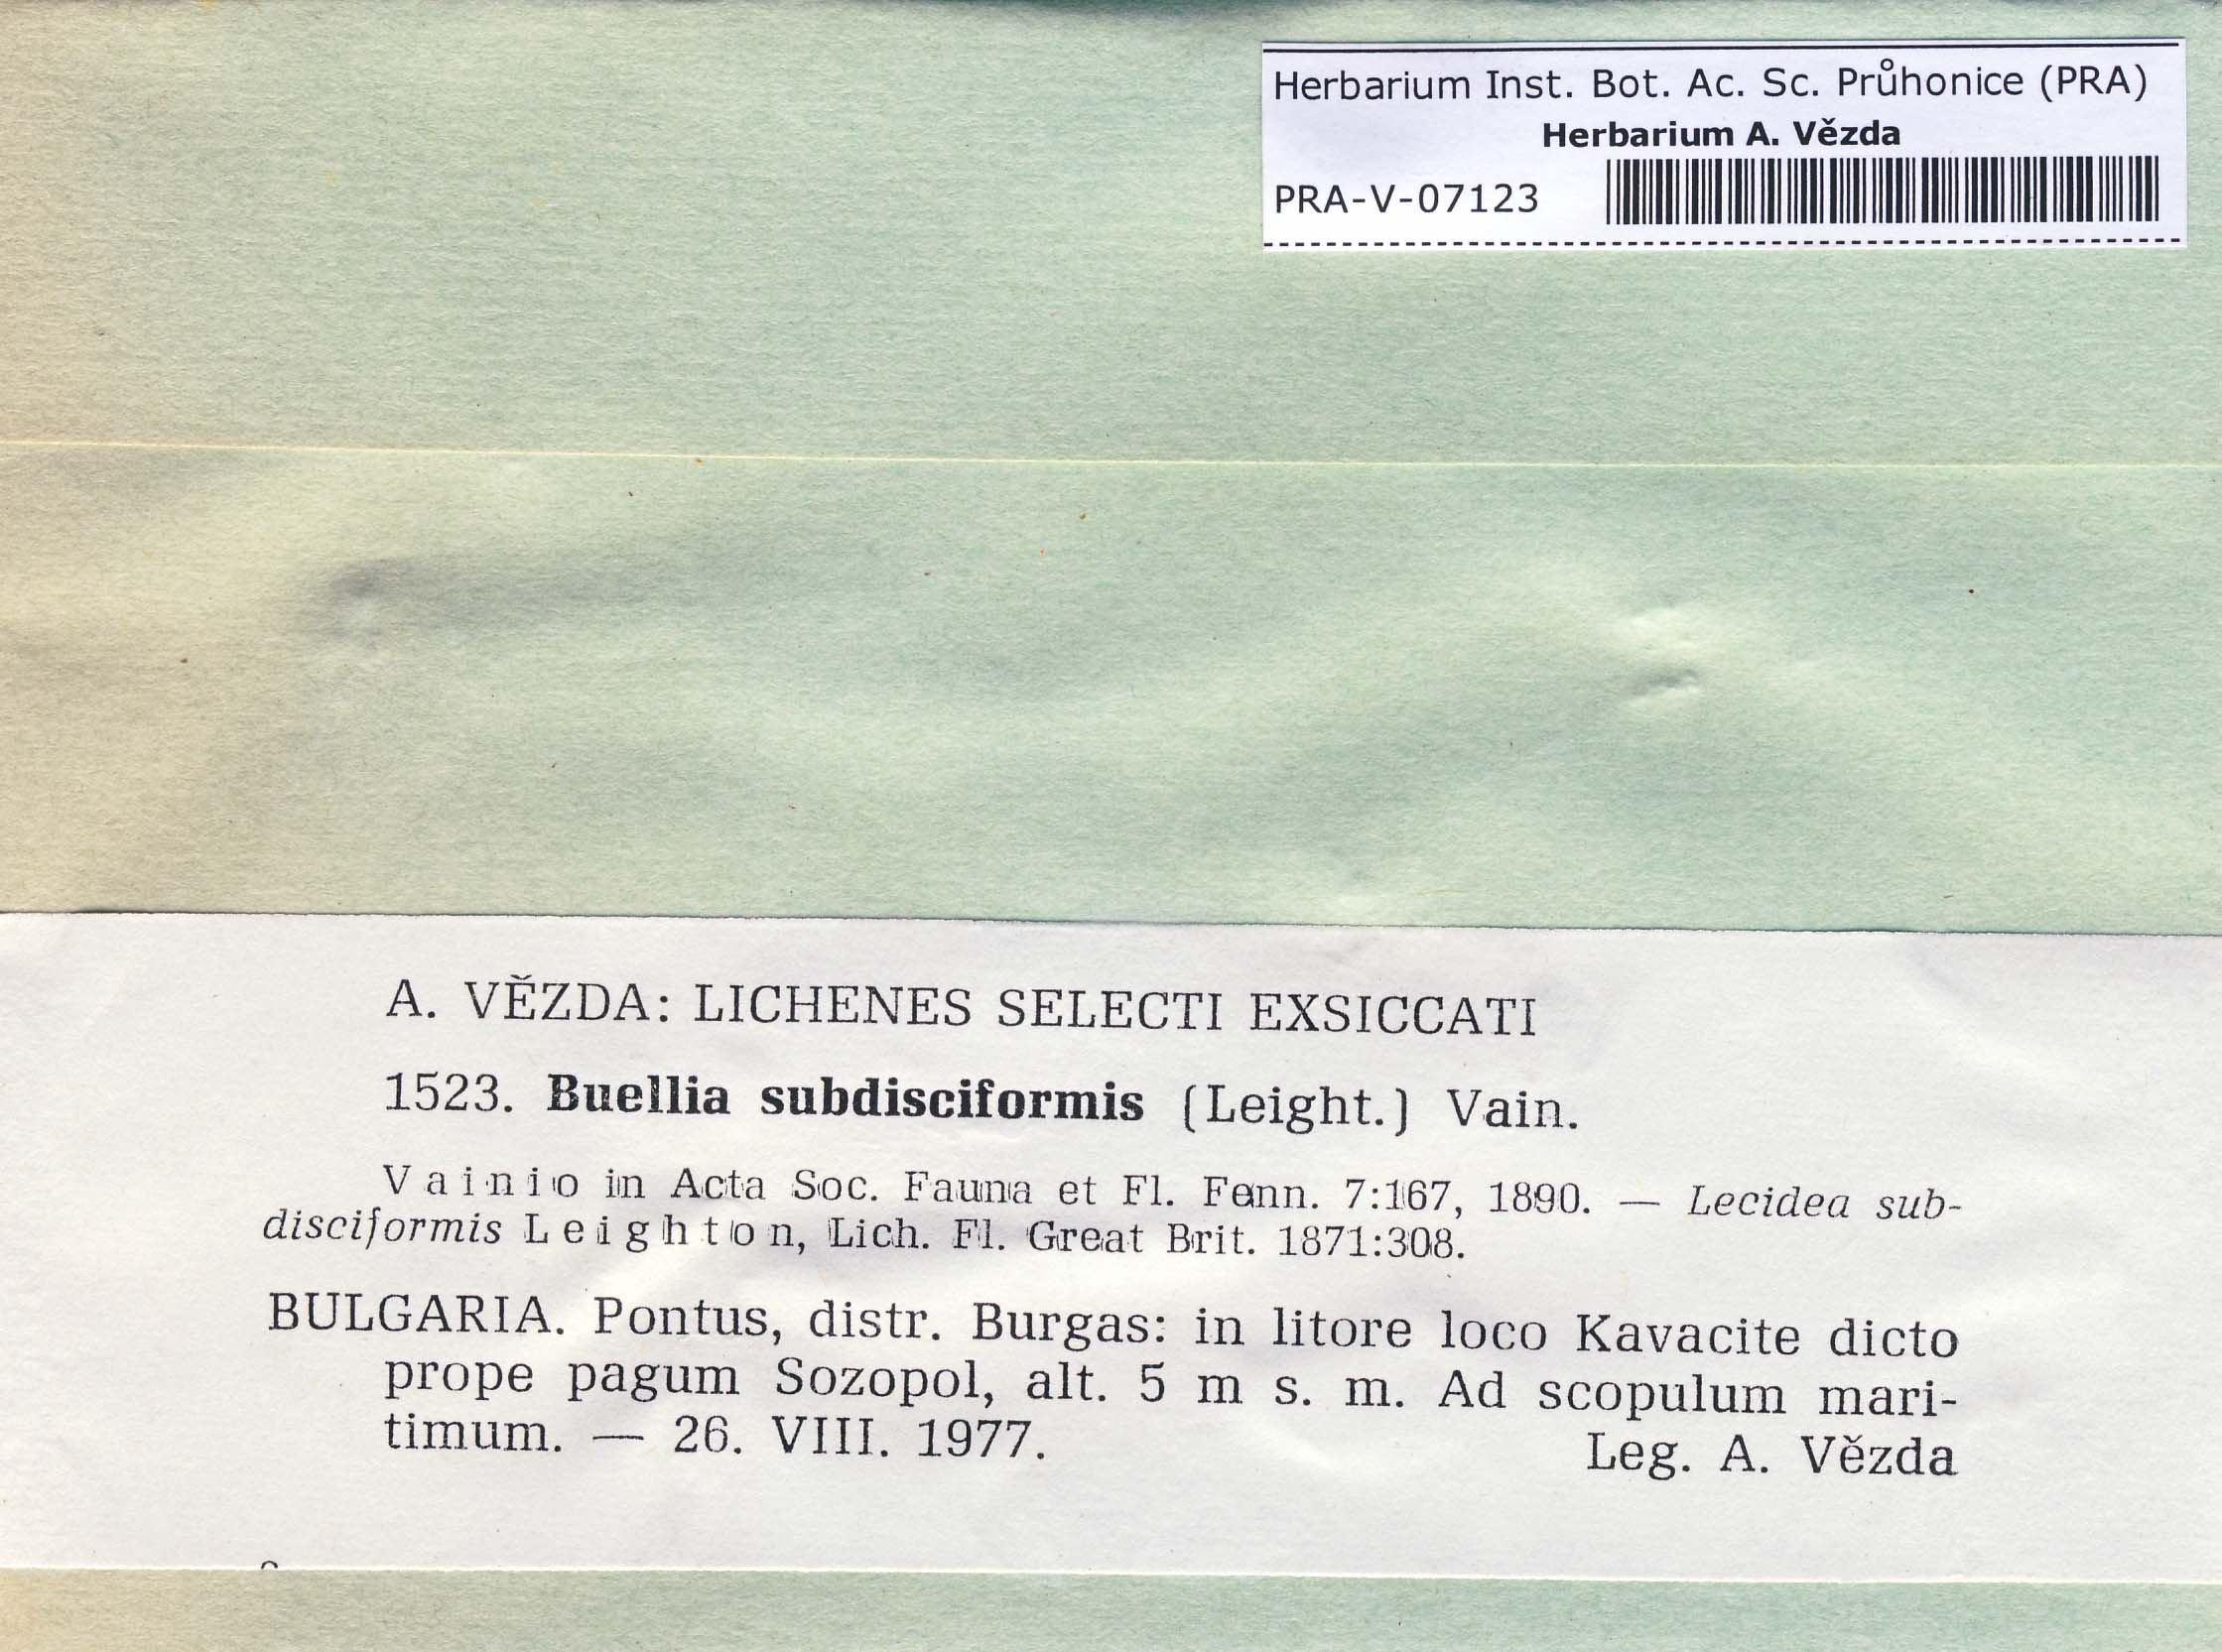 Herbarium Inst. Bot. Ac. Sc. Průhonice (PRA)
Herbarium A. Vězda
PRA-V-07123
A. VĚZDA: LICHENES SELECTI EXSICCATI
1523. Buellia subdisciformis (Leight.) Vain.
Vainio in Acta Soc. Fauna et Fl. Fenn. 7:167, 1890. — Lecidea sub-
disciformis Leighton, Lich. Fl. Great Brit. 1871:308.
BULGARIA. Pontus, distr. Burgas: in litore loco Kavacite dicto
prope pagum Sozopol, alt. 5 m s. m. Ad scopulum mari-
timum. — 26. VIII. 1977.
Leg. A. Vězda